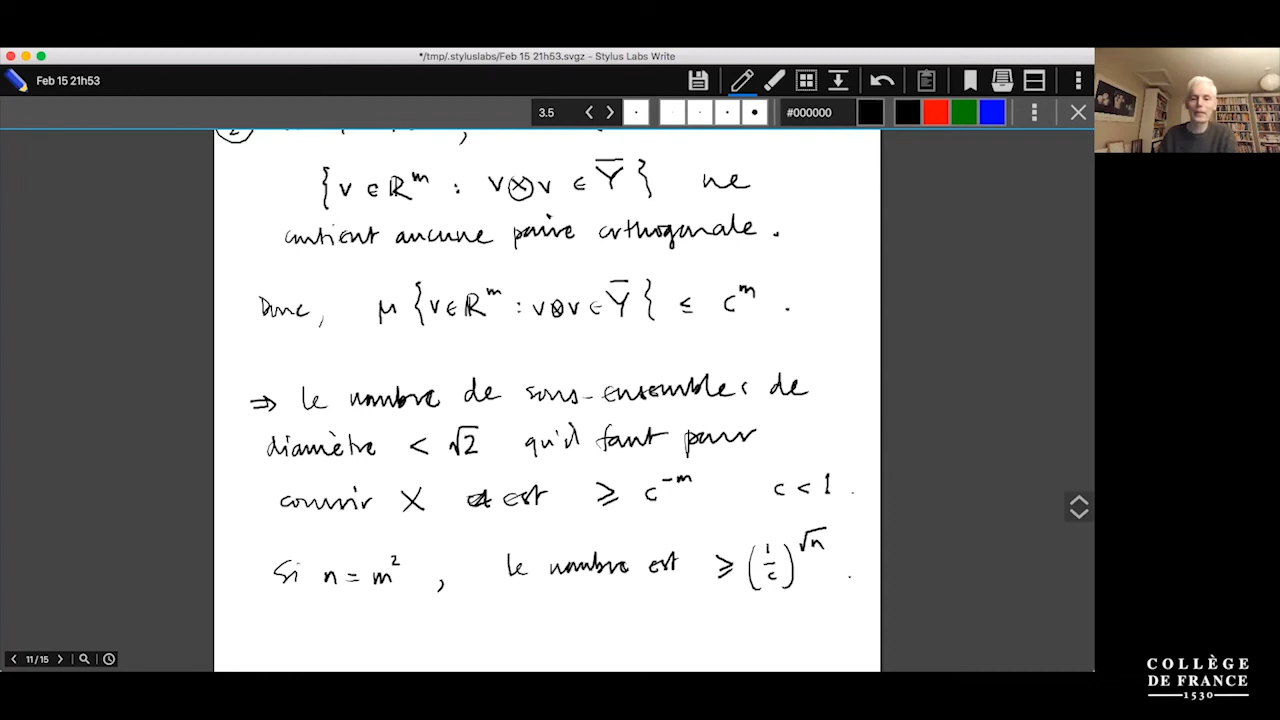 */tmp/.styluslabs/Feb 15 21h53.svgz - Stylus Labs Write
Feb 15 21h53
3.5
#000000
{v ∈ ℝ^m : v⊗v ∈ Y̅} ne
contient aucune paire orthogonale.
Donc, μ{v ∈ ℝ^m : v⊗v ∈ Y̅} ≤ c^m.
⇒ le nombre de sous-ensembles de
diamètre < √2 qu'il faut pour
couvrir X est ≥ c^{-m} c < 1.
Si n = m², le nombre est ≥ (1/c)^{√n}.
11/15
COLLÈGE
DE FRANCE
1530